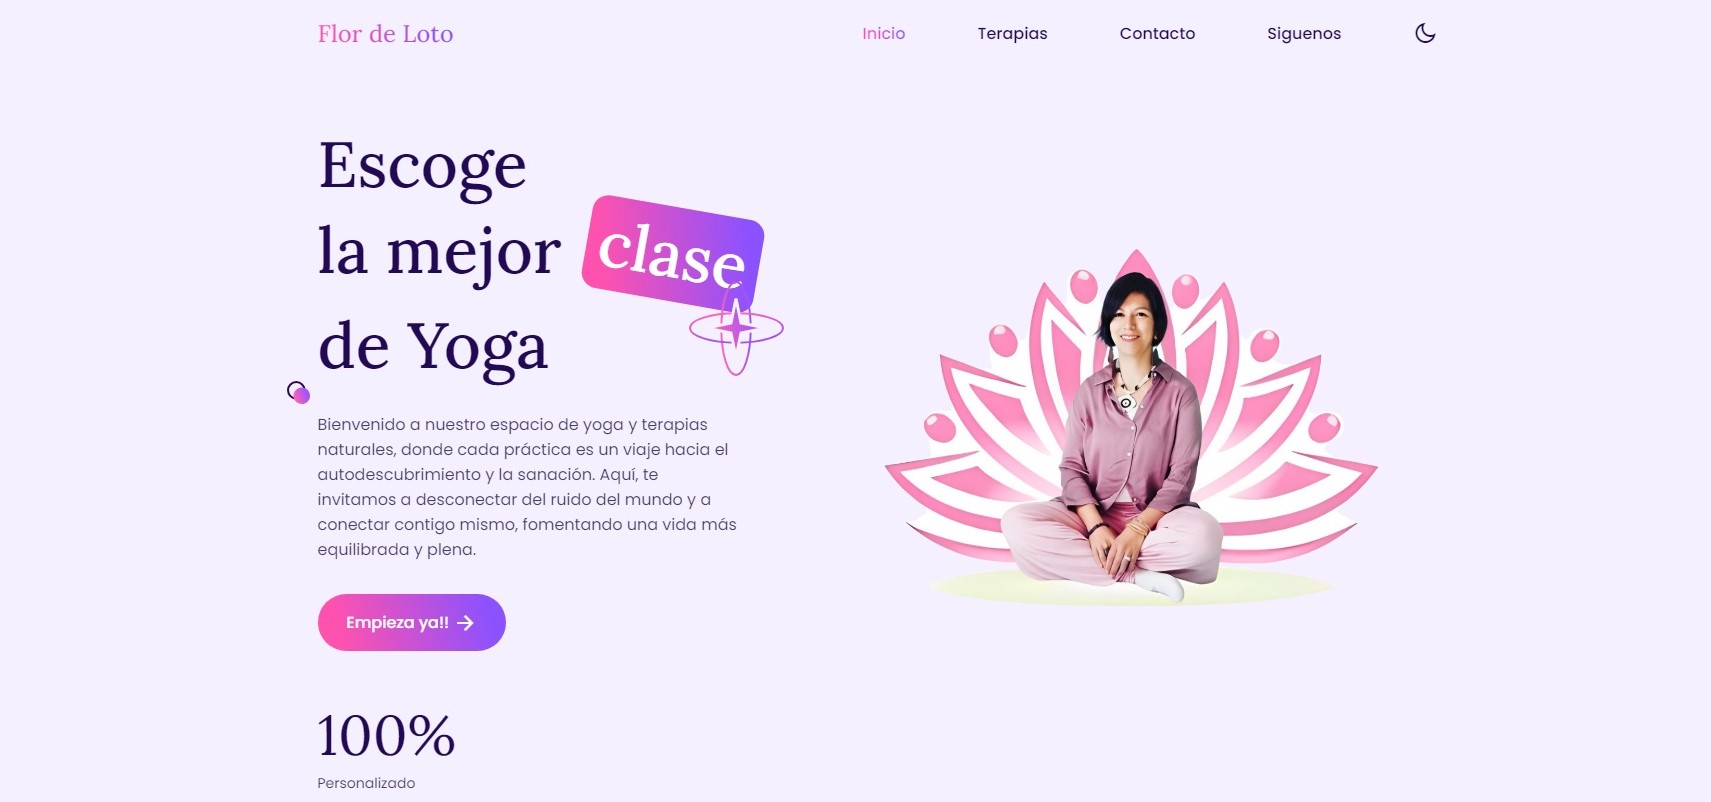 Flor de Loto
Inicio
Terapias
Contacto
Siguenos
Escoge
la mejor clase
de Yoga
Bienvenido a nuestro espacio de yoga y terapias
naturales, donde cada práctica es un viaje hacia el
autodescubrimiento y la sanación. Aquí, te
invitamos a desconectar del ruido del mundo y a
conectar contigo mismo, fomentando una vida más
equilibrada y plena.
Empieza ya!!
100%
Personalizado